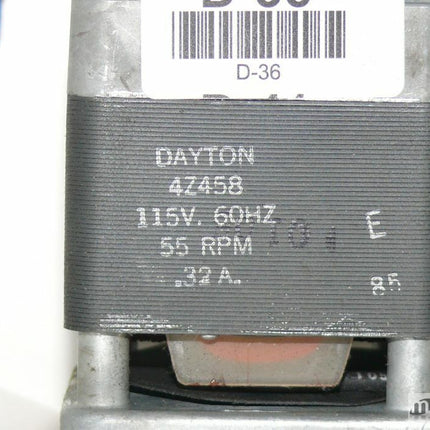 D-36
DAYTON
4Z458
115V. 60HZ
55 RPM
.32 A.
E
85